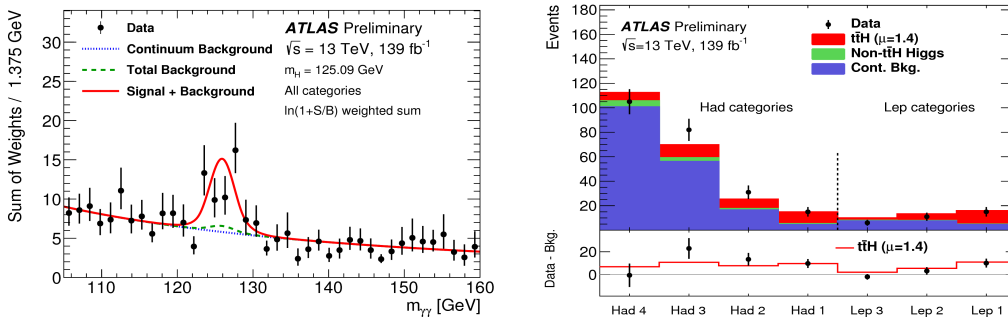 Sum of Weights / 1.375 GeV
40
35
30
25
20
15
10
5
0
ATLAS Preliminary
√s = 13 TeV, 139 fb-1
mH = 125.09 GeV
All categories
ln(1+S/B) weighted sum
Data
Continuum Background
Total Background
Signal + Background
110 120 130 140 150 160
mγγ [GeV]
Events
180
160
140
120
100
80
60
40
20
ATLAS Preliminary
√s=13 TeV, 139 fb-1
Data
tt̄H (μ=1.4)
Non-tt̄H Higgs
Cont. Bkg.
Had categories
Lep categories
Data - Bkg.
20
0
tt̄H (μ=1.4)
Had 4 Had 3 Had 2 Had 1 Lep 3 Lep 2 Lep 1